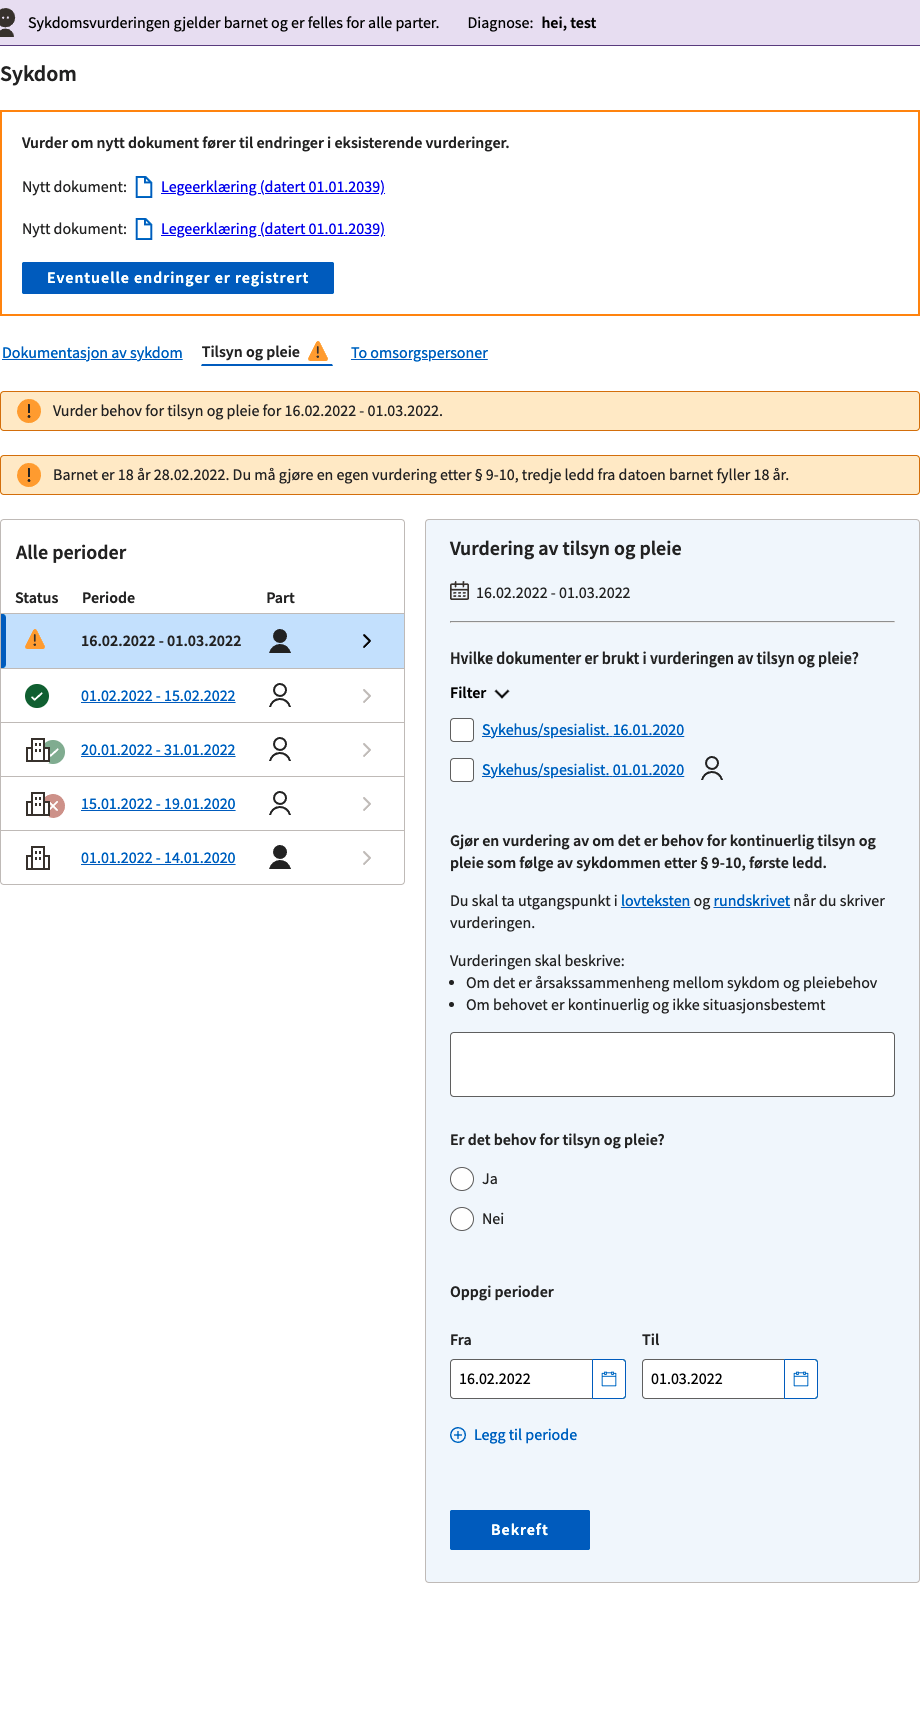 Sykdomsvurderingen gjelder barnet og er felles for alle parter. Diagnose: hei, test
Sykdom
Vurder om nytt dokument fører til endringer i eksisterende vurderinger.
Nytt dokument: Legeerklæring (datert 01.01.2039)
Nytt dokument: Legeerklæring (datert 01.01.2039)
Eventuelle endringer er registrert
Dokumentasjon av sykdom Tilsyn og pleie To omsorgspersoner
Vurder behov for tilsyn og pleie for 16.02.2022 - 01.03.2022.
Barnet er 18 år 28.02.2022. Du må gjøre en egen vurdering etter § 9-10, tredje ledd fra datoen barnet fyller 18 år.
Alle perioder
Status Periode Part
16.02.2022 - 01.03.2022
01.02.2022 - 15.02.2022
20.01.2022 - 31.01.2022
15.01.2022 - 19.01.2020
01.01.2022 - 14.01.2020
Vurdering av tilsyn og pleie
16.02.2022 - 01.03.2022
Hvilke dokumenter er brukt i vurderingen av tilsyn og pleie?
Filter
Sykehus/spesialist. 16.01.2020
Sykehus/spesialist. 01.01.2020
Gjør en vurdering av om det er behov for kontinuerlig tilsyn og
pleie som følge av sykdommen etter § 9-10, første ledd.
Du skal ta utgangspunkt i lovteksten og rundskrivet når du skriver
vurderingen.
Vurderingen skal beskrive:
• Om det er årsakssammenheng mellom sykdom og pleiebehov
• Om behovet er kontinuerlig og ikke situasjonsbestemt
Er det behov for tilsyn og pleie?
Ja
Nei
Oppgi perioder
Fra Til
16.02.2022 01.03.2022
Legg til periode
Bekreft